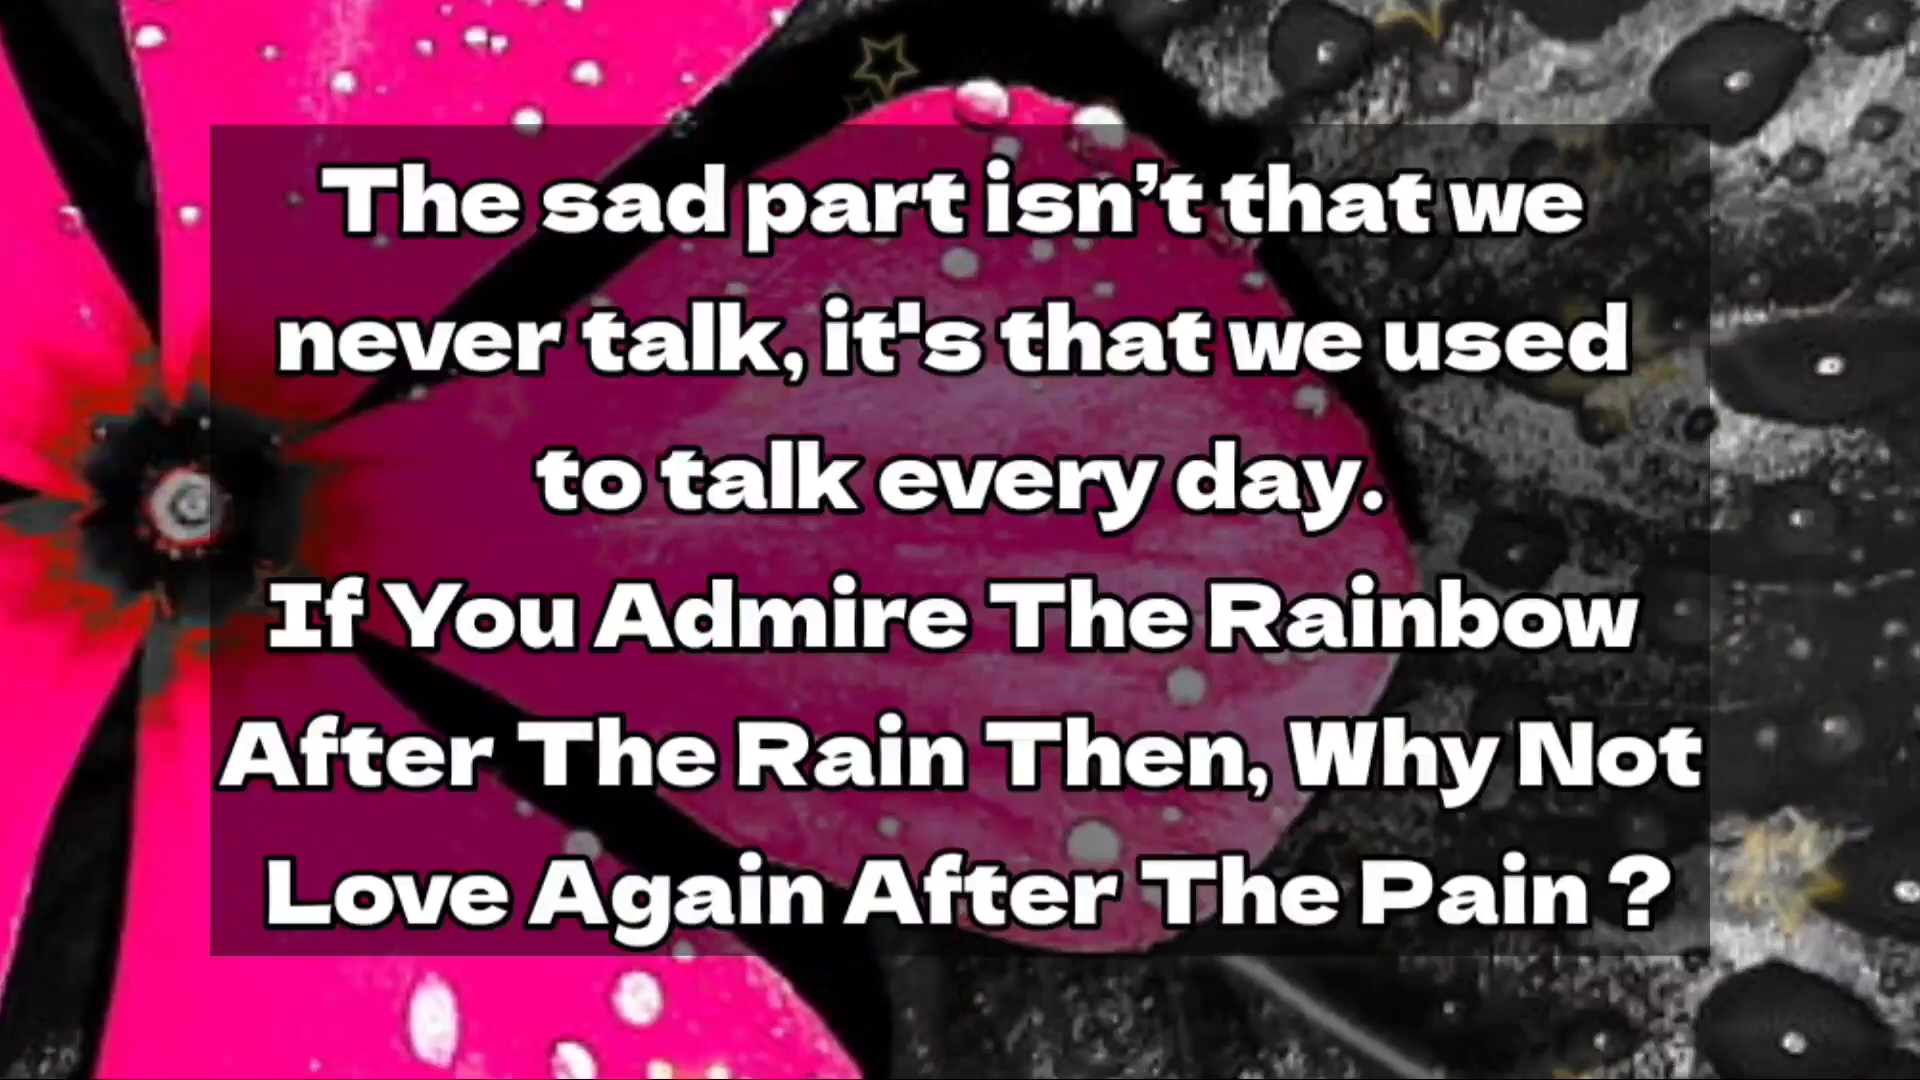 The sad part isn’t that we
never talk, it's that we used
to talk every day.
If You Admire The Rainbow
After The Rain Then, Why Not
Love Again After The Pain ?